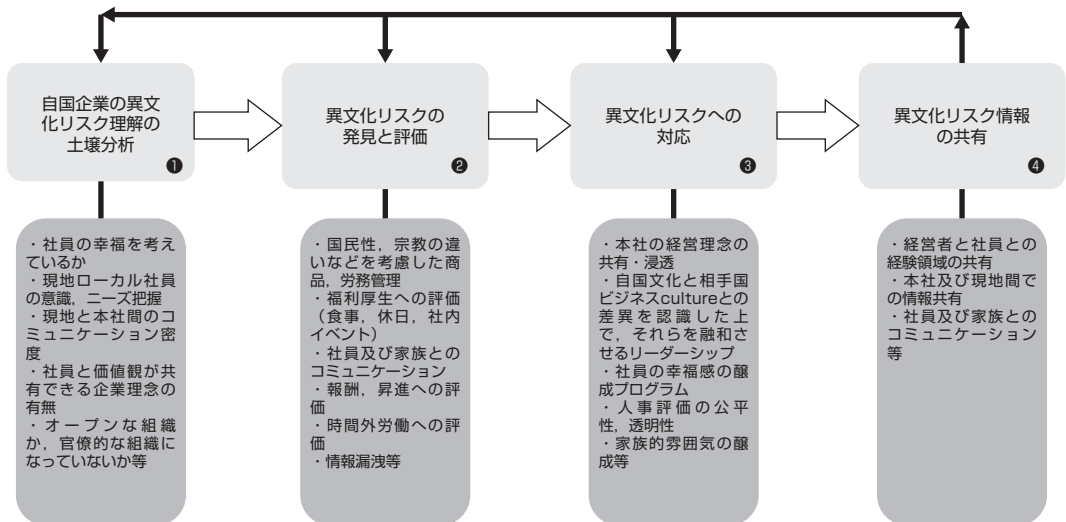 自国企業の異文
化リスク理解の
土壌分析
❶
異文化リスクの
発見と評価
❷
異文化リスクへの
対応
❸
異文化リスク情報
の共有
❹
・社員の幸福を考え
ているか
・現地ローカル社員
の意識，ニーズ把握
・現地と本社間のコ
ミュニケーション密
度
・社員と価値観が共
有できる企業理念の
有無
・オープンな組織
か，官僚的な組織に
なっていないか等
・国民性，宗教の違
いなどを考慮した商
品，労務管理
・福利厚生への評価
（食事，休日，社内
イベント）
・社員及び家族との
コミュニケーション
・報酬，昇進への評
価
・時間外労働への評
価
・情報漏洩等
・本社の経営理念の
共有・浸透
・自国文化と相手国
ビジネスcultureとの
差異を認識した上
で，それらを融和さ
せるリーダーシップ
・社員の幸福感の醸
成プログラム
・人事評価の公平
性，透明性
・家族的雰囲気の醸
成等
・経営者と社員との
経験領域の共有
・本社及び現地間で
の情報共有
・社員及び家族との
コミュニケーション
等